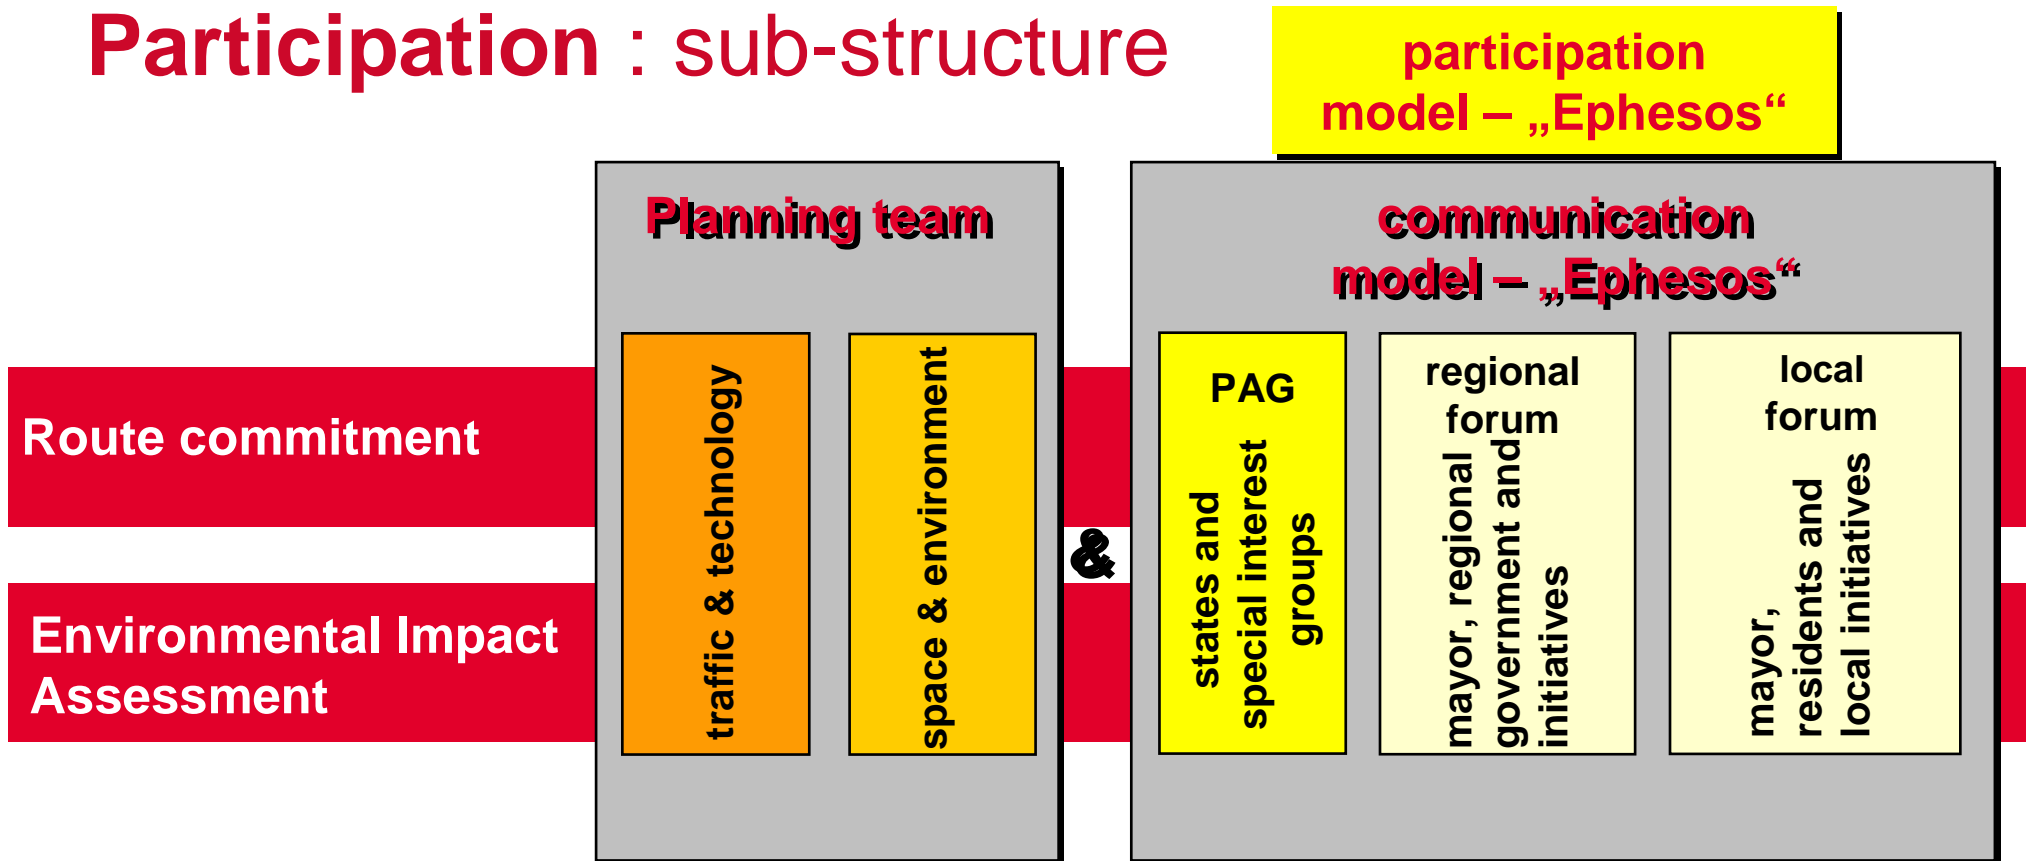 Participation : sub-structure
participation
model – „Ephesos“
Planning team
communication
model – „Ephesos“
Route commitment
Environmental Impact
Assessment
traffic & technology
space & environment
&
PAG
states and
special interest
groups
regional
forum
mayor, regional
government and
initiatives
local
forum
mayor,
residents and
local initiatives